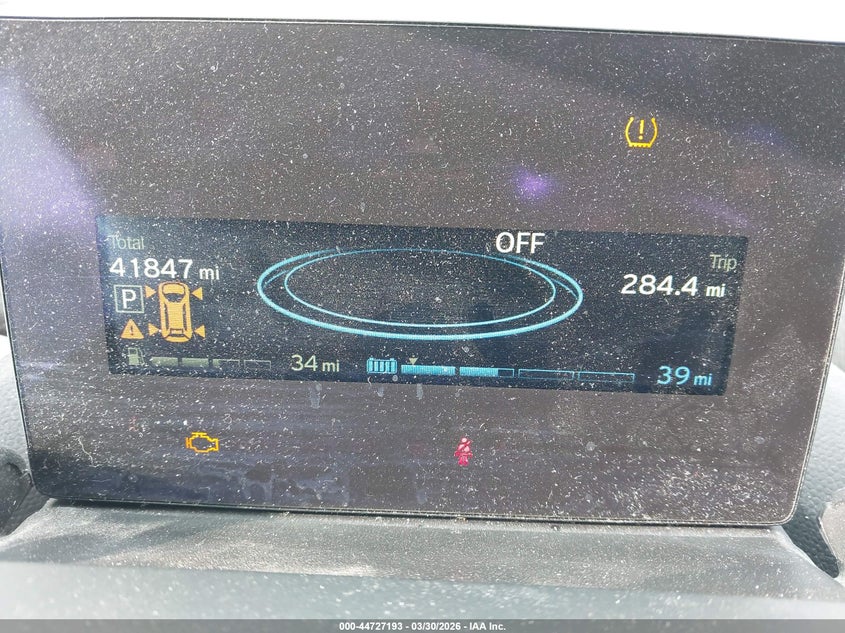 OFF
Total
Trip
41847 mi
284.4 mi
P
34 mi
39 mi
000-44727193 - 03/30/2026 - IAA Inc.